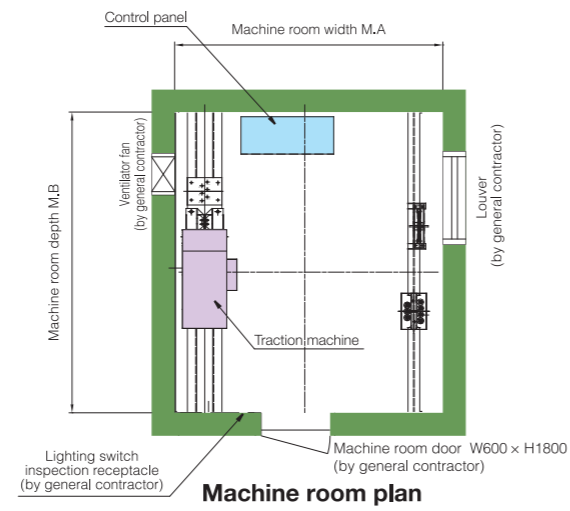 Control panel
Machine room width M.A
Ventilator fan
(by general contractor)
Louver
(by general contractor)
Machine room depth M.B
Traction machine
Lighting switch
inspection receptacle
(by general contractor)
Machine room door W600 × H1800
(by general contractor)
Machine room plan